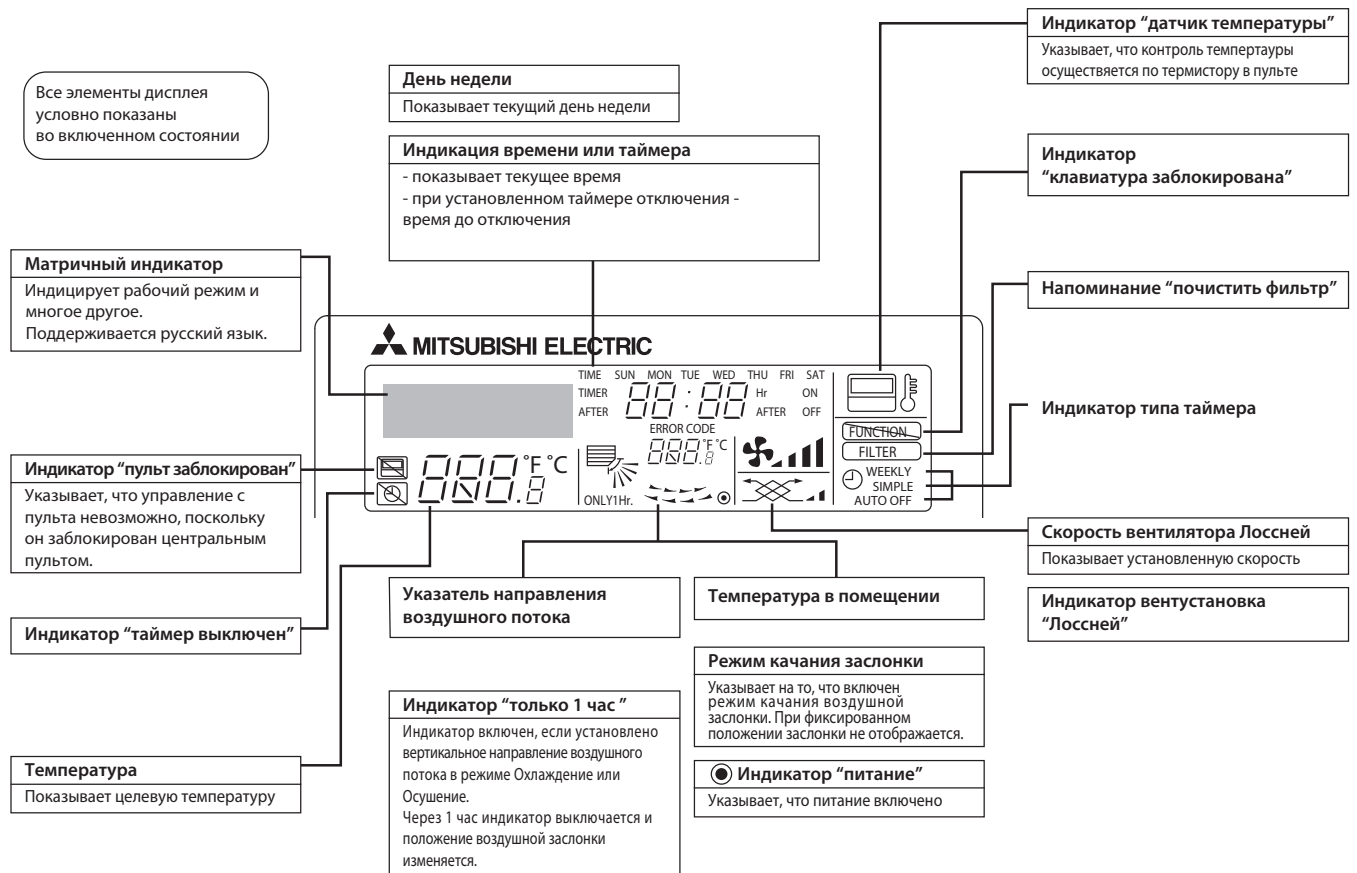 Все элементы дисплея
условно показаны
во включенном состоянии
День недели
Показывает текущий день недели
Индикация времени или таймера
- показывает текущее время
- при установленном таймере отключения -
время до отключения
Индикатор “датчик температуры”
Указывает, что контроль темпертауры
осуществяется по термистору в пульте
Индикатор
“клавиатура заблокирована”
Напоминание “почистить фильтр”
Индикатор типа таймера
Скорость вентилятора Лоссней
Показывает установленную скорость
Индикатор вентустановка
“Лоссней”
Матричный индикатор
Индицирует рабочий режим и
многое другое.
Поддерживается русский язык.
Индикатор “пульт заблокирован”
Указывает, что управление с
пульта невозможно, поскольку
он заблокирован центральным
пультом.
Индикатор “таймер выключен”
Температура
Показывает целевую температуру
MITSUBISHI ELECTRIC
TIME SUN MON TUE WED THU FRI SAT
TIMER 88:88 Hr ON
AFTER AFTER OFF
ERROR CODE
888.8 °F °C
888.8 °F °C
ONLY1Hr.
FUNCTION
FILTER
WEEKLY
SIMPLE
AUTO OFF
Указатель направления
воздушного потока
Температура в помещении
Индикатор “только 1 час ”
Индикатор включен, если установлено
вертикальное направление воздушного
потока в режиме Охлаждение или
Осушение.
Через 1 час индикатор выключается и
положение воздушной заслонки
изменяется.
Режим качания заслонки
Указывает на то, что включен
режим качания воздушной
заслонки. При фиксированном
положении заслонки не отображается.
Индикатор “питание”
Указывает, что питание включено